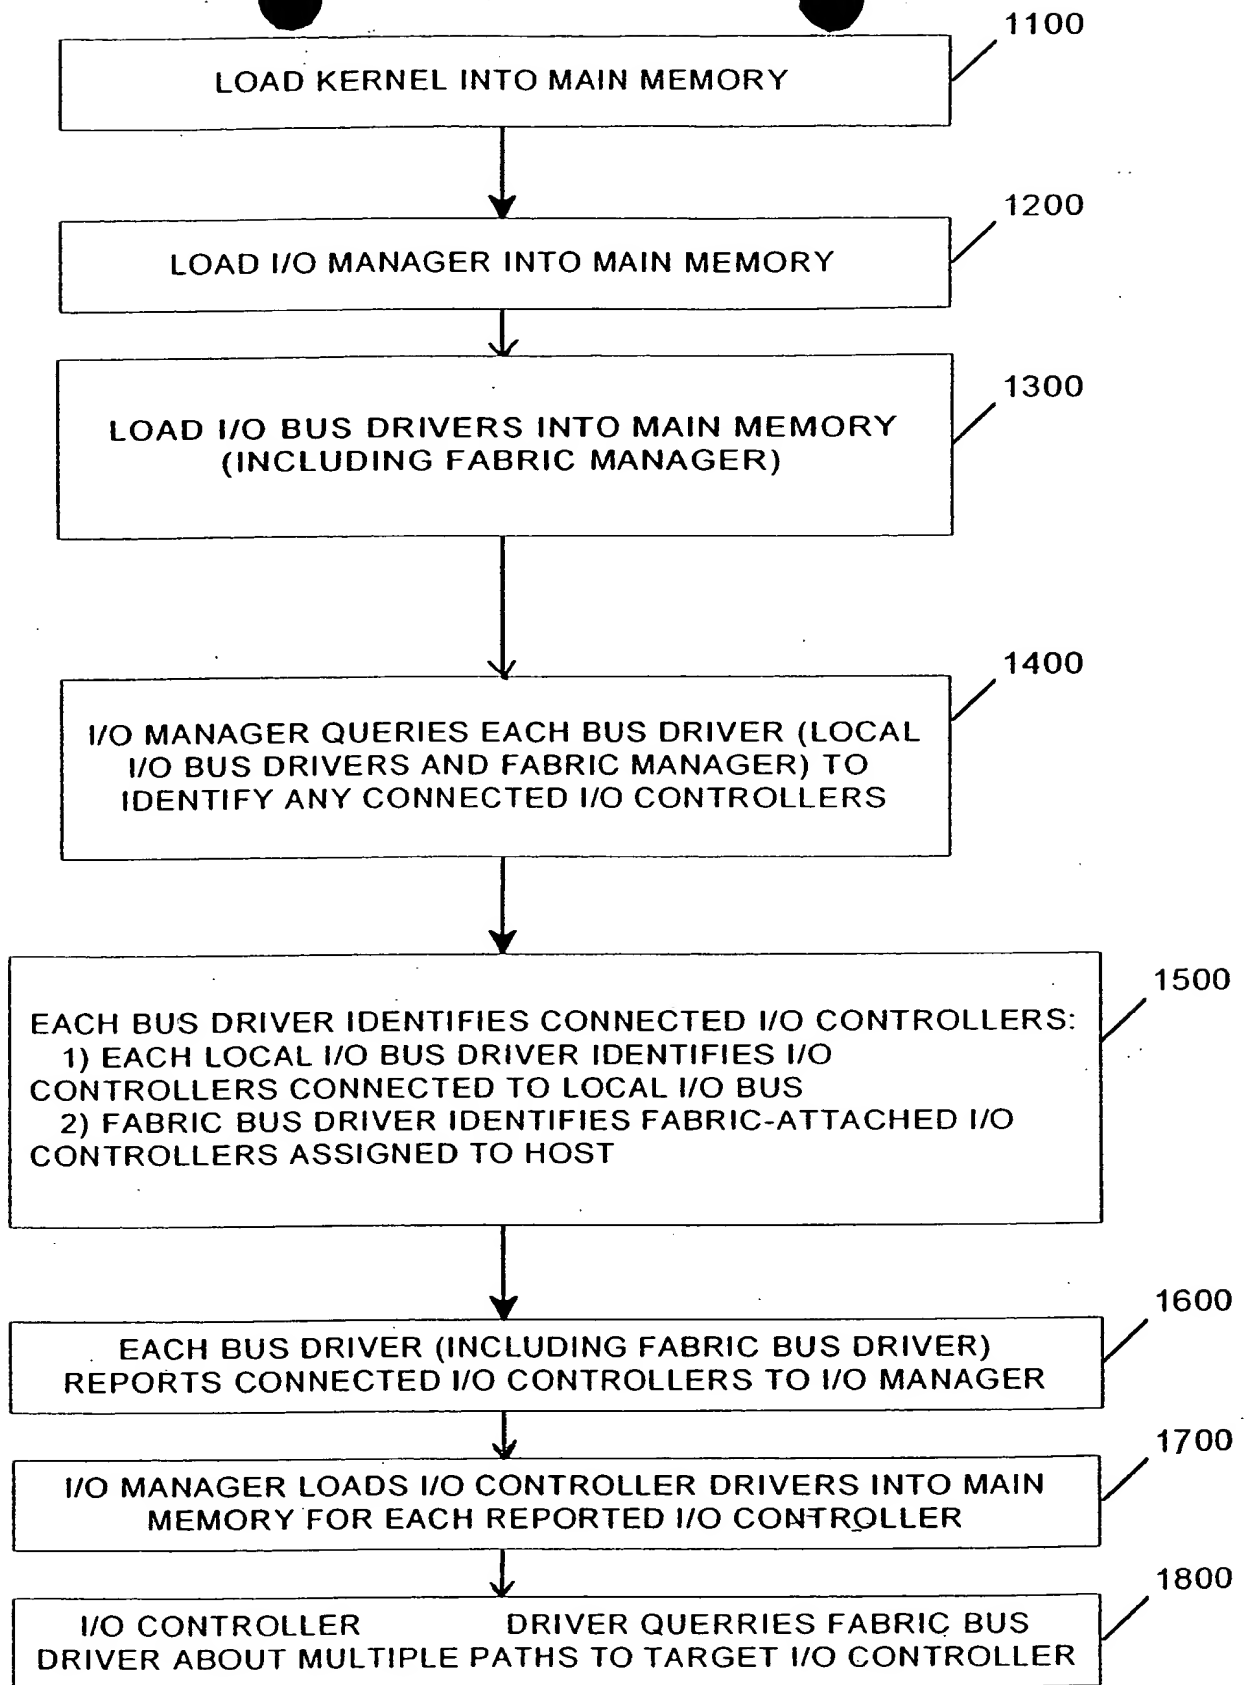 1100
LOAD KERNEL INTO MAIN MEMORY
1200
LOAD I/O MANAGER INTO MAIN MEMORY
1300
LOAD I/O BUS DRIVERS INTO MAIN MEMORY
(INCLUDING FABRIC MANAGER)
1400
I/O MANAGER QUERIES EACH BUS DRIVER (LOCAL
I/O BUS DRIVERS AND FABRIC MANAGER) TO
IDENTIFY ANY CONNECTED I/O CONTROLLERS
1500
EACH BUS DRIVER IDENTIFIES CONNECTED I/O CONTROLLERS:
1) EACH LOCAL I/O BUS DRIVER IDENTIFIES I/O
CONTROLLERS CONNECTED TO LOCAL I/O BUS
2) FABRIC BUS DRIVER IDENTIFIES FABRIC-ATTACHED I/O
CONTROLLERS ASSIGNED TO HOST
1600
EACH BUS DRIVER (INCLUDING FABRIC BUS DRIVER)
REPORTS CONNECTED I/O CONTROLLERS TO I/O MANAGER
1700
I/O MANAGER LOADS I/O CONTROLLER DRIVERS INTO MAIN
MEMORY FOR EACH REPORTED I/O CONTROLLER
1800
I/O CONTROLLER DRIVER QUERRIES FABRIC BUS
DRIVER ABOUT MULTIPLE PATHS TO TARGET I/O CONTROLLER